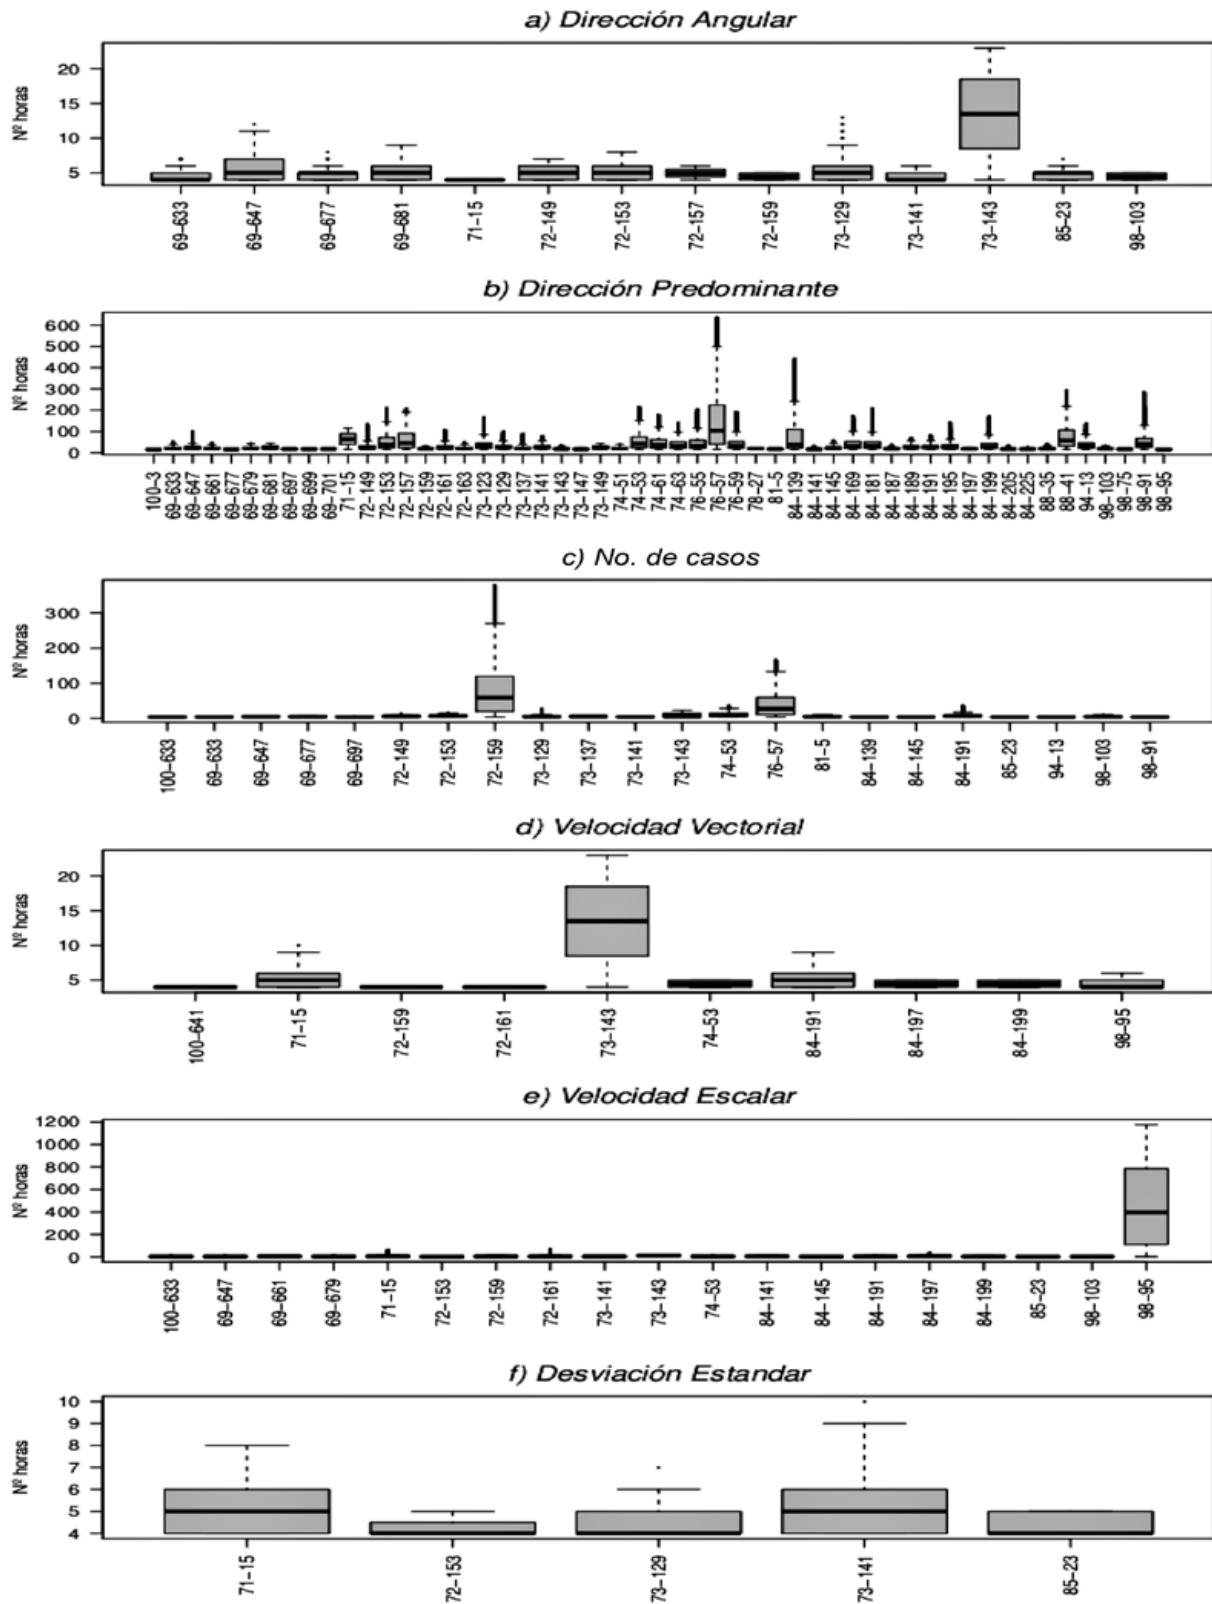 a) Dirección Angular
Nº horas
20
15
10
5
69–633 69–647 69–677 69–681 71–15 72–149 72–153 72–157 72–159 73–129 73–141 73–143 85–23 98–103
b) Dirección Predominante
Nº horas
600
500
400
300
200
100
0
100–3 69–633 69–647 69–661 69–677 69–679 69–681 69–697 69–699 69–701 71–15 72–149 72–153 72–157 72–159 72–161 72–163 73–123 73–129 73–137 73–141 73–143 73–147 73–149 74–51 74–53 74–61 74–63 76–55 76–57 76–59 78–27 81–5 84–139 84–141 84–145 84–169 84–181 84–187 84–189 84–191 84–195 84–197 84–199 84–205 84–225 88–35 88–41 94–13 98–103 98–75 98–91 98–95
c) No. de casos
Nº horas
300
200
100
0
100–633 69–633 69–647 69–677 69–697 72–149 72–153 72–159 73–129 73–137 73–141 73–143 74–53 76–57 81–5 84–139 84–145 84–191 85–23 94–13 98–103 98–91
d) Velocidad Vectorial
Nº horas
20
15
10
5
100–641 71–15 72–159 72–161 73–143 74–53 84–191 84–197 84–199 98–95
e) Velocidad Escalar
Nº horas
1200
1000
800
600
400
200
0
100–633 69–647 69–661 69–679 71–15 72–153 72–159 72–161 73–141 73–143 74–53 84–141 84–145 84–191 84–197 84–199 85–23 98–103 98–95
f) Desviación Estandar
Nº horas
10
9
8
7
6
5
4
71–15 72–153 73–129 73–141 85–23